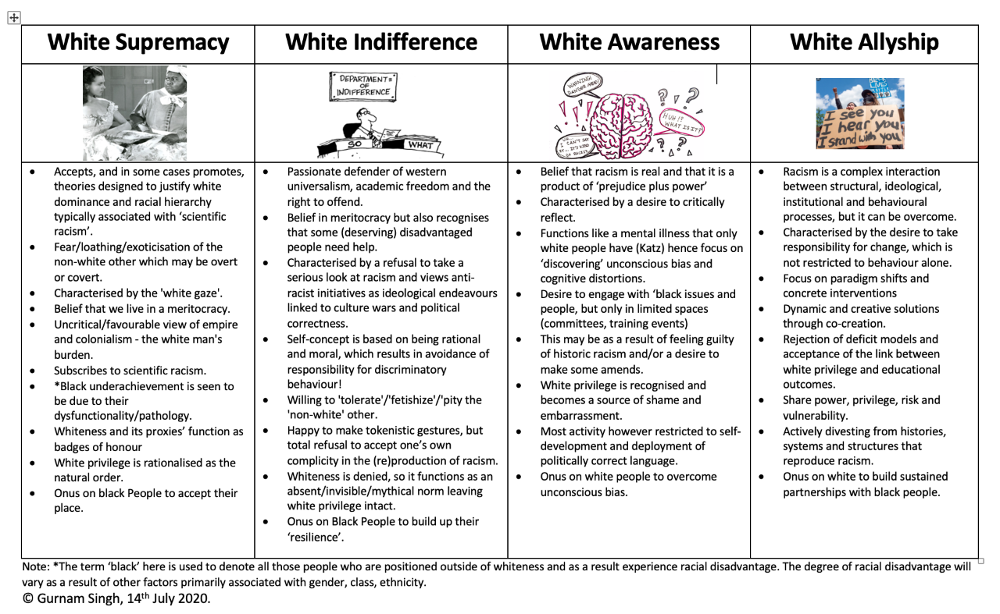 White Supremacy
White Indifference
White Awareness
White Allyship
DEPARTMENT
OF
INDIFFERENCE
SO WHAT
WARNING!
DANGER AHEAD!
HUH!?
WHAT IS IT?
I CAN'T SAY
IT... IT'S KIND
OF RACIST.
LIVES
MATTER
I see you
I hear you
I stand with you
• Accepts, and in some cases promotes,
theories designed to justify white
dominance and racial hierarchy
typically associated with ‘scientific
racism’.
• Fear/loathing/exoticisation of the
non-white other which may be overt
or covert.
• Characterised by the 'white gaze'.
• Belief that we live in a meritocracy.
• Uncritical/favourable view of empire
and colonialism - the white man's
burden.
• Subscribes to scientific racism.
• *Black underachievement is seen to
be due to their
dysfunctionality/pathology.
• Whiteness and its proxies’ function as
badges of honour
• White privilege is rationalised as the
natural order.
• Onus on black People to accept their
place.
• Passionate defender of western
universalism, academic freedom and the
right to offend.
• Belief in meritocracy but also recognises
that some (deserving) disadvantaged
people need help.
• Characterised by a refusal to take a
serious look at racism and views anti-
racist initiatives as ideological endeavours
linked to culture wars and political
correctness.
• Self-concept is based on being rational
and moral, which results in avoidance of
responsibility for discriminatory
behaviour!
• Willing to 'tolerate'/'fetishize'/'pity the
'non-white' other.
• Happy to make tokenistic gestures, but
total refusal to accept one’s own
complicity in the (re)production of racism.
• Whiteness is denied, so it functions as an
absent/invisible/mythical norm leaving
white privilege intact.
• Onus on Black People to build up their
‘resilience’.
• Belief that racism is real and that it is a
product of ‘prejudice plus power’
• Characterised by a desire to critically
reflect.
• Functions like a mental illness that only
white people have (Katz) hence focus on
‘discovering’ unconscious bias and
cognitive distortions.
• Desire to engage with ‘black issues and
people, but only in limited spaces
(committees, training events)
• This may be as a result of feeling guilty
of historic racism and/or a desire to
make some amends.
• White privilege is recognised and
becomes a source of shame and
embarrassment.
• Most activity however restricted to self-
development and deployment of
politically correct language.
• Onus on white people to overcome
unconscious bias.
• Racism is a complex interaction
between structural, ideological,
institutional and behavioural
processes, but it can be overcome.
• Characterised by the desire to take
responsibility for change, which is
not restricted to behaviour alone.
• Focus on paradigm shifts and
concrete interventions
• Dynamic and creative solutions
through co-creation.
• Rejection of deficit models and
acceptance of the link between
white privilege and educational
outcomes.
• Share power, privilege, risk and
vulnerability.
• Actively divesting from histories,
systems and structures that
reproduce racism.
• Onus on white to build sustained
partnerships with black people.
Note: *The term ‘black’ here is used to denote all those people who are positioned outside of whiteness and as a result experience racial disadvantage. The degree of racial disadvantage will
vary as a result of other factors primarily associated with gender, class, ethnicity.
© Gurnam Singh, 14th July 2020.